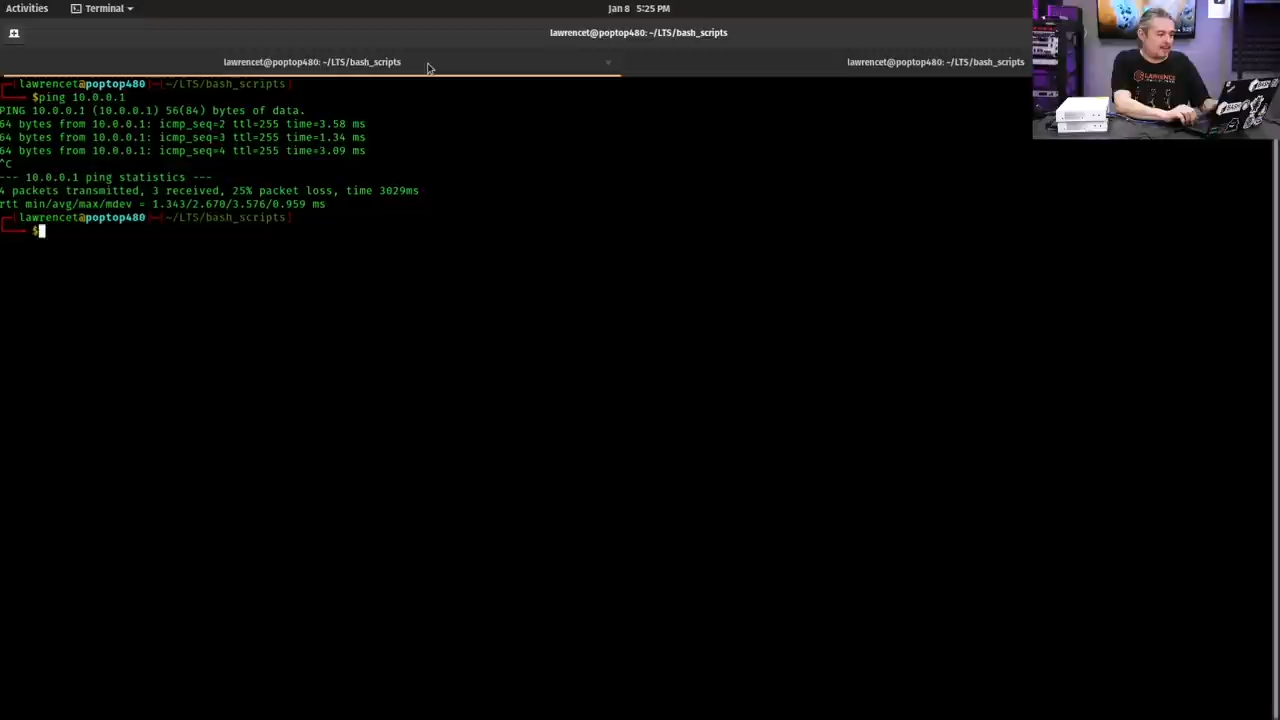 Activities
Terminal
Jan 8 5:25 PM
lawrencet@poptop480: ~/LTS/bash_scripts
lawrencet@poptop480: ~/LTS/bash_scripts
lawrencet@poptop480: ~/LTS/bash_scripts
lawrencet@poptop480 [~/LTS/bash_scripts]
$ping 10.0.0.1
PING 10.0.0.1 (10.0.0.1) 56(84) bytes of data.
64 bytes from 10.0.0.1: icmp_seq=2 ttl=255 time=3.58 ms
64 bytes from 10.0.0.1: icmp_seq=3 ttl=255 time=1.34 ms
64 bytes from 10.0.0.1: icmp_seq=4 ttl=255 time=3.09 ms
^C
--- 10.0.0.1 ping statistics ---
4 packets transmitted, 3 received, 25% packet loss, time 3029ms
rtt min/avg/max/mdev = 1.343/2.670/3.576/0.959 ms
lawrencet@poptop480 [~/LTS/bash_scripts]
$
LAWRENCE
BASH